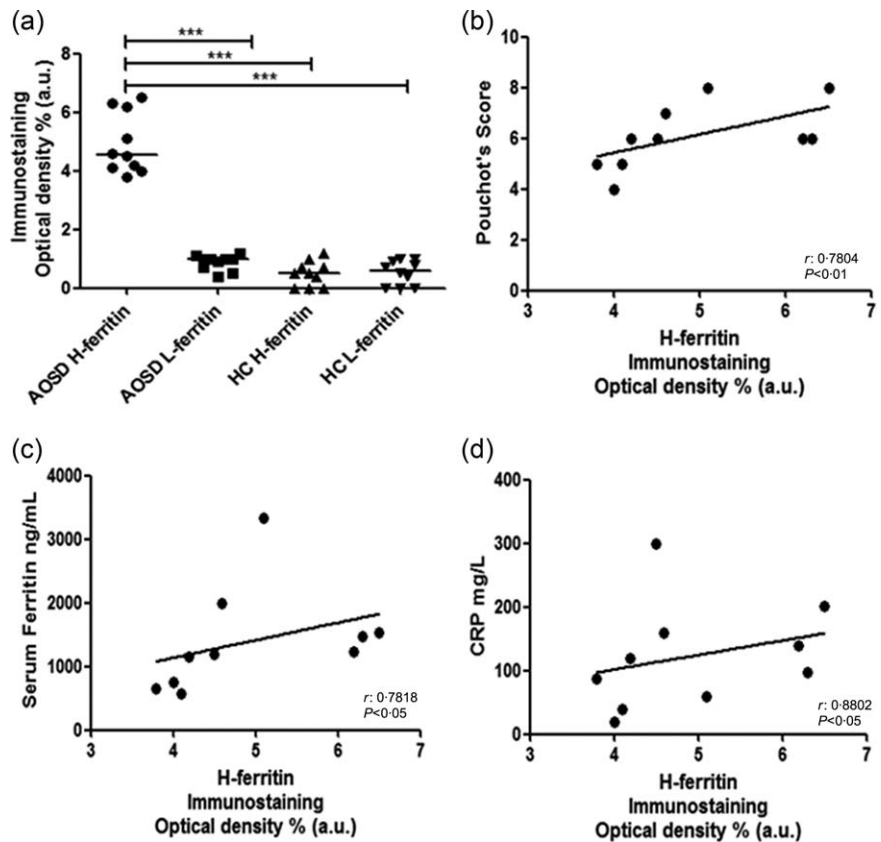 (a)
***
***
***
8
6
4
2
0
Immunostaining
Optical density % (a.u.)
AOSD H-ferritin
AOSD L-ferritin
HC H-ferritin
HC L-ferritin
(b)
10
8
6
4
2
0
Pouchot's Score
r: 0·7804
P<0·01
3 4 5 6 7
H-ferritin
Immunostaining
Optical density % (a.u.)
(c)
4000
3000
2000
1000
0
Serum Ferritin ng/mL
r: 0·7818
P<0·05
3 4 5 6 7
H-ferritin
Immunostaining
Optical density % (a.u.)
(d)
400
300
200
100
0
CRP mg/L
r: 0·8802
P<0·05
3 4 5 6 7
H-ferritin
Immunostaining
Optical density % (a.u.)